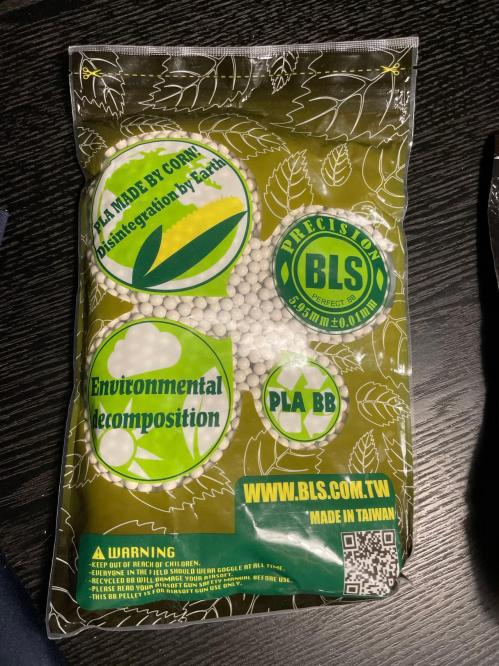 PLA MADE BY CORN!
Disintegration by Earth
PRECISION
BLS
PERFECT BB
5.95mm±0.01mm
Environmental
decomposition
PLA BB
WWW.BLS.COM.TW
*MADE IN TAIWAN
WARNING
-KEEP OUT OF REACH OF CHILDREN.
-EVERYONE IN THE FIELD SHOULD WEAR GOGGLE AT ALL TIME.
-RECYCLED BB WILL DAMAGE YOUR AIRSOFT.
-PLEASE READ YOUR AIRSOFT GUN SAFETY MANUAL BEFORE USE.
-THIS BB PELLET IS FOR AIRSOFT GUN USE ONLY.